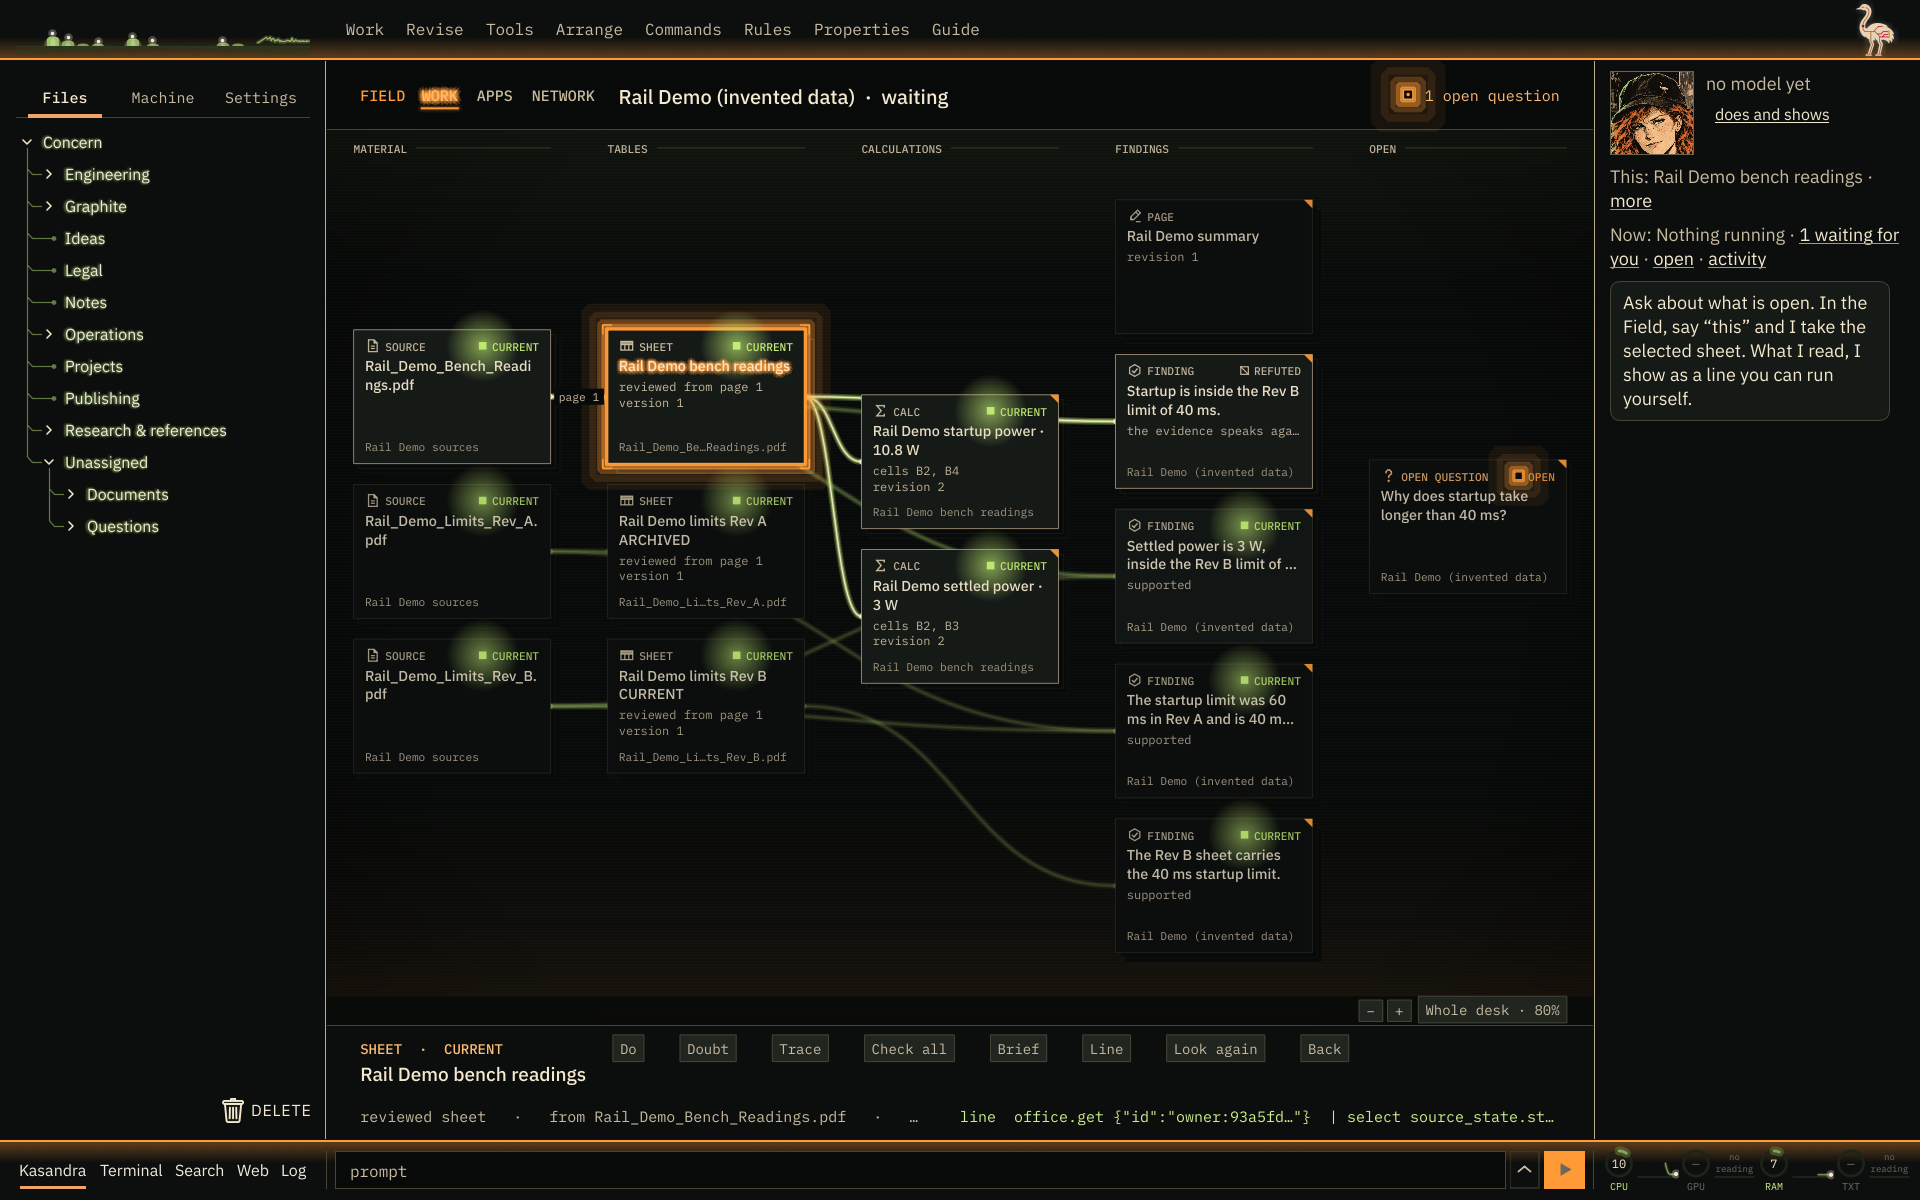 Work Revise Tools Arrange Commands Rules Properties Guide
Files Machine Settings
Concern
Engineering
Graphite
Ideas
Legal
Notes
Operations
Projects
Publishing
Research & references
Unassigned
Documents
Questions
DELETE
FIELD WORK APPS NETWORK Rail Demo (invented data) · waiting
1 open question
MATERIAL TABLES CALCULATIONS FINDINGS OPEN
SOURCE CURRENT
Rail_Demo_Bench_Readi
ngs.pdf
Rail Demo sources
page 1
SOURCE CURRENT
Rail_Demo_Limits_Rev_A.
pdf
Rail Demo sources
SOURCE CURRENT
Rail_Demo_Limits_Rev_B.
pdf
Rail Demo sources
SHEET CURRENT
Rail Demo bench readings
reviewed from page 1
version 1
Rail_Demo_Be…Readings.pdf
SHEET CURRENT
Rail Demo limits Rev A
ARCHIVED
reviewed from page 1
version 1
Rail_Demo_Li…ts_Rev_A.pdf
SHEET CURRENT
Rail Demo limits Rev B
CURRENT
reviewed from page 1
version 1
Rail_Demo_Li…ts_Rev_B.pdf
CALC CURRENT
Rail Demo startup power ·
10.8 W
cells B2, B4
revision 2
Rail Demo bench readings
CALC CURRENT
Rail Demo settled power ·
3 W
cells B2, B3
revision 2
Rail Demo bench readings
PAGE
Rail Demo summary
revision 1
FINDING REFUTED
Startup is inside the Rev B
limit of 40 ms.
the evidence speaks aga…
Rail Demo (invented data)
FINDING CURRENT
Settled power is 3 W,
inside the Rev B limit of …
supported
Rail Demo (invented data)
FINDING CURRENT
The startup limit was 60
ms in Rev A and is 40 m…
supported
Rail Demo (invented data)
FINDING CURRENT
The Rev B sheet carries
the 40 ms startup limit.
supported
Rail Demo (invented data)
? OPEN QUESTION OPEN
Why does startup take
longer than 40 ms?
Rail Demo (invented data)
− + Whole desk · 80%
SHEET · CURRENT
Rail Demo bench readings
Do Doubt Trace Check all Brief Line Look again Back
reviewed sheet · from Rail_Demo_Bench_Readings.pdf · … line office.get {"id":"owner:93a5fd…"} | select source_state.st…
no model yet
does and shows
This: Rail Demo bench readings ·
more
Now: Nothing running · 1 waiting for
you · open · activity
Ask about what is open. In the
Field, say “this” and I take the
selected sheet. What I read, I
show as a line you can run
yourself.
Kasandra Terminal Search Web Log
prompt
10 CPU
– GPU no reading
7 RAM
– TXT no reading